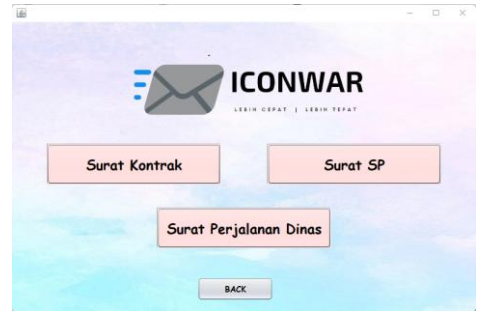 ICONWAR
LEBIH CEPAT | LEBIH TEPAT
Surat Kontrak
Surat SP
Surat Perjalanan Dinas
BACK